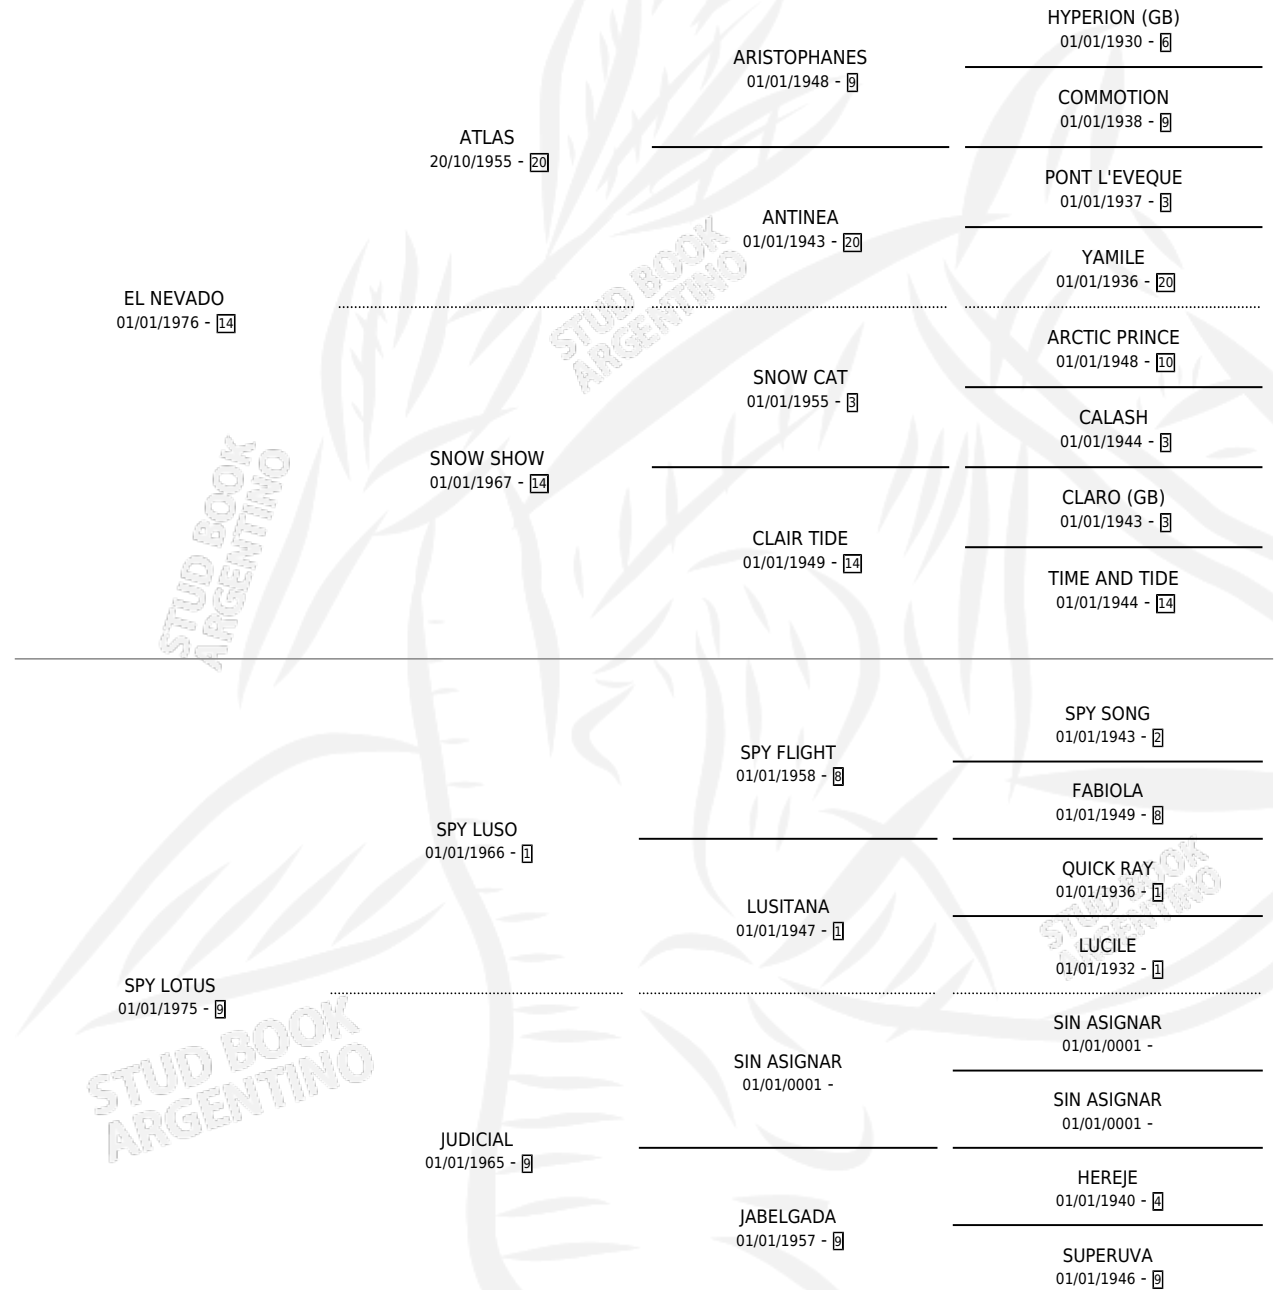 HYPERION (GB)
01/01/1930 - 6
ARISTOPHANES
01/01/1948 - 9
COMMOTION
01/01/1938 - 9
ATLAS
20/10/1955 - 20
PONT L'EVEQUE
01/01/1937 - 3
ANTINEA
01/01/1943 - 20
YAMILE
01/01/1936 - 20
EL NEVADO
01/01/1976 - 14
ARCTIC PRINCE
01/01/1948 - 10
SNOW CAT
01/01/1955 - 3
CALASH
01/01/1944 - 3
SNOW SHOW
01/01/1967 - 14
CLARO (GB)
01/01/1943 - 3
CLAIR TIDE
01/01/1949 - 14
TIME AND TIDE
01/01/1944 - 14
SPY SONG
01/01/1943 - 2
SPY FLIGHT
01/01/1958 - 8
FABIOLA
01/01/1949 - 8
SPY LUSO
01/01/1966 - 1
QUICK RAY
01/01/1936 - 1
LUSITANA
01/01/1947 - 1
LUCILE
01/01/1932 - 1
SPY LOTUS
01/01/1975 - 9
SIN ASIGNAR
01/01/0001 -
SIN ASIGNAR
01/01/0001 -
SIN ASIGNAR
01/01/0001 -
JUDICIAL
01/01/1965 - 9
HEREJE
01/01/1940 - 4
JABELGADA
01/01/1957 - 9
SUPERUVA
01/01/1946 - 9
STUD BOOK
ARGENTINO
STUD BOOK
ARGENTINO
STUD BOOK
ARGENTINO
STUD BOOK
ARGENTINO